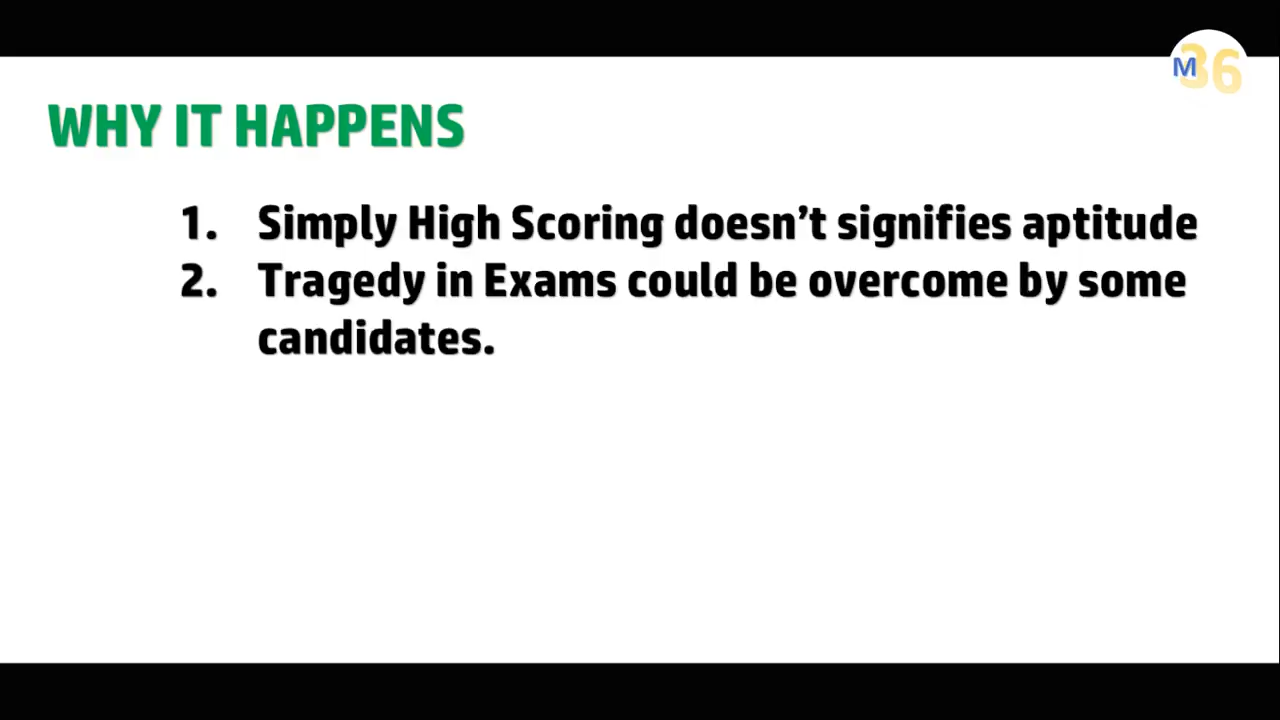 M36
WHY IT HAPPENS
1. Simply High Scoring doesn't signifies aptitude
2. Tragedy in Exams could be overcome by some
candidates.